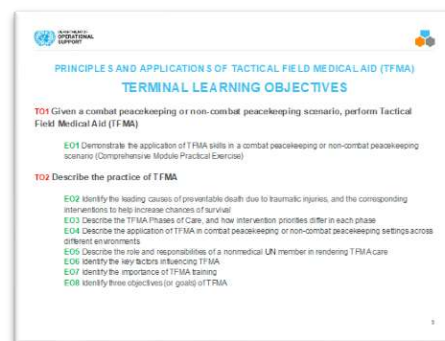 DEPARTMENT OF
OPERATIONAL
SUPPORT
PRINCIPLES AND APPLICATIONS OF TACTICAL FIELD MEDICAL AID (TFMA)
TERMINAL LEARNING OBJECTIVES
TO1 Given a combat peacekeeping or non-combat peacekeeping scenario, perform Tactical
Field Medical Aid (TFMA)
EO1 Demonstrate the application of TFMA skills in a combat peacekeeping or non-combat peacekeeping
scenario (Comprehensive Module Practical Exercise)
TO2 Describe the practice of TFMA
EO2 Identify the leading causes of preventable death due to traumatic injuries, and the corresponding
interventions to help increase chances of survival
EO3 Describe the TFMA Phases of Care, and how intervention priorities differ in each phase
EO4 Describe the application of TFMA in combat peacekeeping or non-combat peacekeeping settings across
different environments
EO5 Describe the role and responsibilities of a nonmedical UN member in rendering TFMA care
EO6 Identify the key factors influencing TFMA
EO7 Identify the importance of TFMA training
EO8 Identify three objectives (or goals) of TFMA